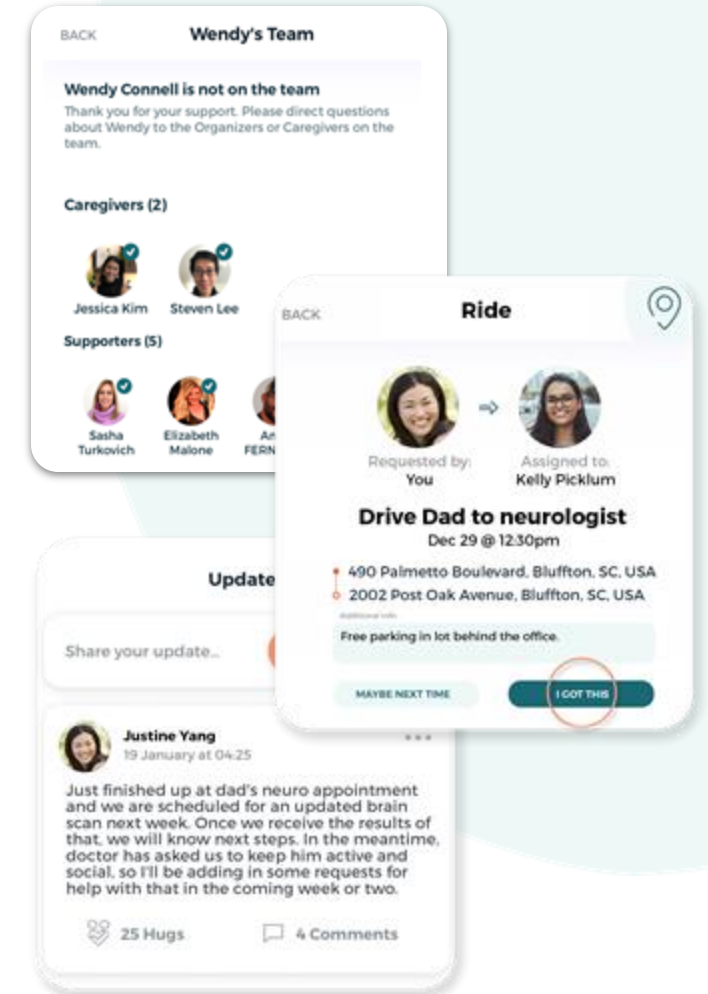 BACK
Wendy's Team
Wendy Connell is not on the team
Thank you for your support. Please direct questions
about Wendy to the Organizers or Caregivers on the
team.
Caregivers (2)
Jessica Kim
Steven Lee
Supporters (5)
Sasha
Turkovich
Elizabeth
Malone
An
FERN
BACK
Ride
Requested by:
You
Assigned to:
Kelly Picklum
Drive Dad to neurologist
Dec 29 @ 12:30pm
490 Palmetto Boulevard, Bluffton, SC, USA
2002 Post Oak Avenue, Bluffton, SC, USA
Additional info
Free parking in lot behind the office.
MAYBE NEXT TIME
I GOT THIS
Update
Share your update...
Justine Yang
19 January at 04:25
Just finished up at dad's neuro appointment
and we are scheduled for an updated brain
scan next week. Once we receive the results of
that, we will know next steps. In the meantime,
doctor has asked us to keep him active and
social, so I'll be adding in some requests for
help with that in the coming week or two.
25 Hugs
4 Comments